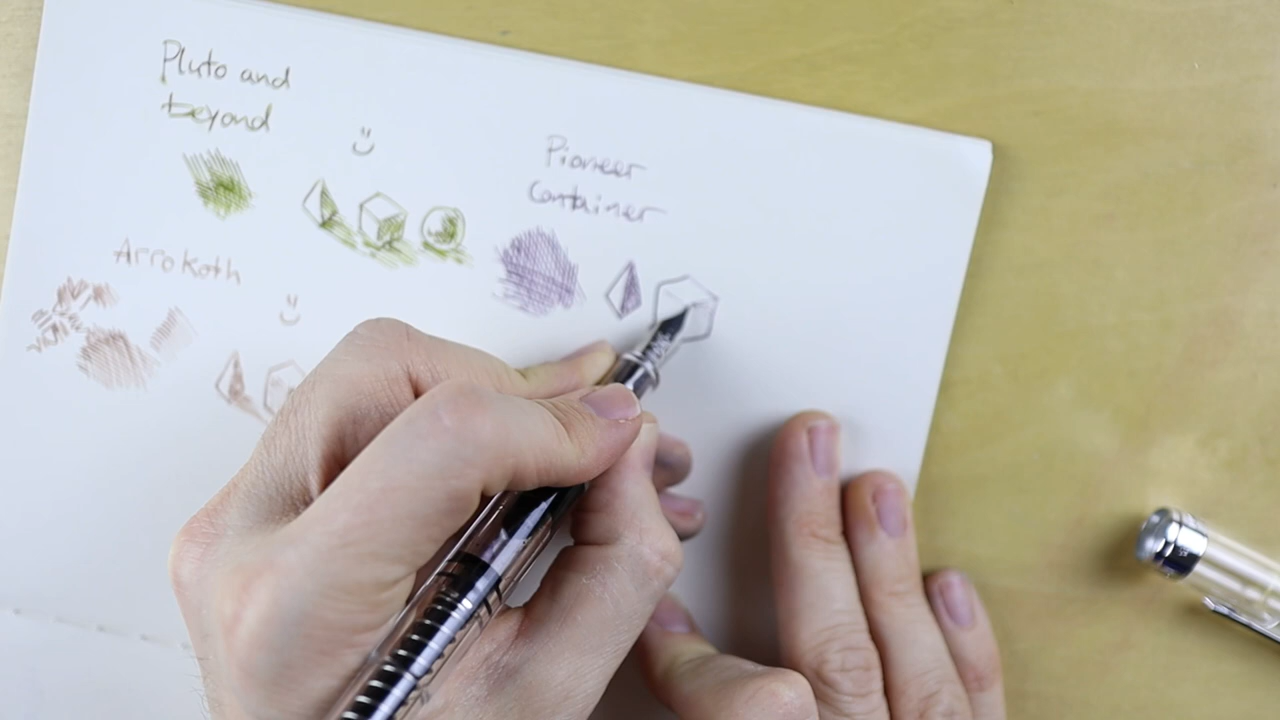 Pluto and
beyond
Pioneer
Container
Arrokoth